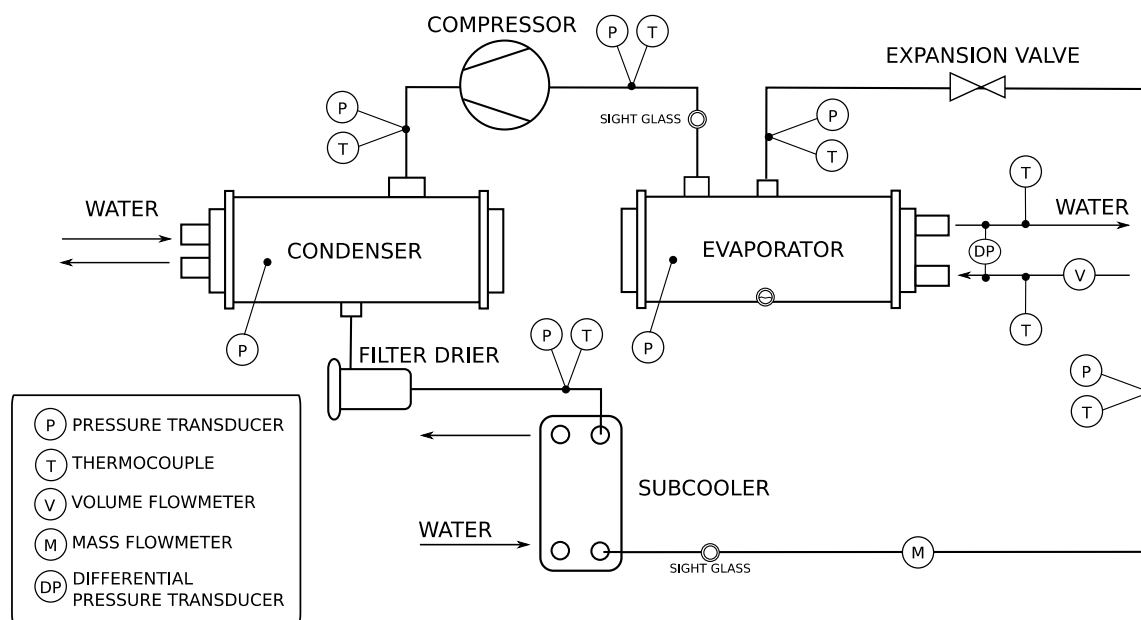 COMPRESSOR
P T
EXPANSION VALVE
P
T
SIGHT GLASS
P
T
T
WATER
CONDENSER
EVAPORATOR
WATER
DP
V
P
P
T
FILTER DRIER
P T
P
T
P PRESSURE TRANSDUCER
T THERMOCOUPLE
V VOLUME FLOWMETER
M MASS FLOWMETER
DP DIFFERENTIAL
PRESSURE TRANSDUCER
SUBCOOLER
WATER
SIGHT GLASS
M